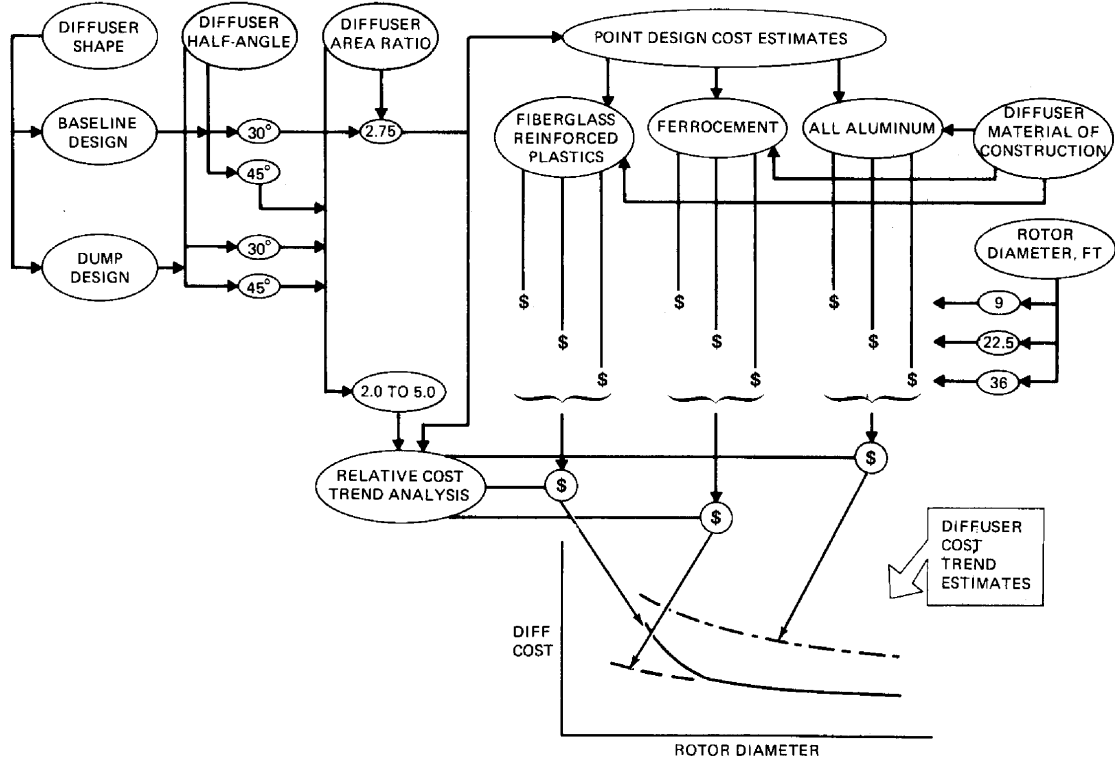 DIFFUSER
SHAPE
DIFFUSER
HALF-ANGLE
DIFFUSER
AREA RATIO
POINT DESIGN COST ESTIMATES
BASELINE
DESIGN
30°
2.75
FIBERGLASS
REINFORCED
PLASTICS
FERROCEMENT
ALL ALUMINUM
DIFFUSER
MATERIAL OF
CONSTRUCTION
45°
DUMP
DESIGN
30°
45°
ROTOR
DIAMETER, FT
$ $ $ 9
$ $ $ 22.5
$ $ $ 36
2.0 TO 5.0
RELATIVE COST
TREND ANALYSIS
$
$
$
DIFFUSER
COST
TREND
ESTIMATES
DIFF
COST
ROTOR DIAMETER